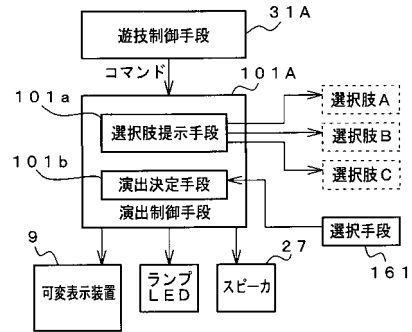 31A
遊技制御手段
コマンド
101A
101a
選択肢提示手段
選択肢A
選択肢B
選択肢C
101b
演出決定手段
演出制御手段
選択手段
161
9
可変表示装置
ランプ
LED
27
スピーカ